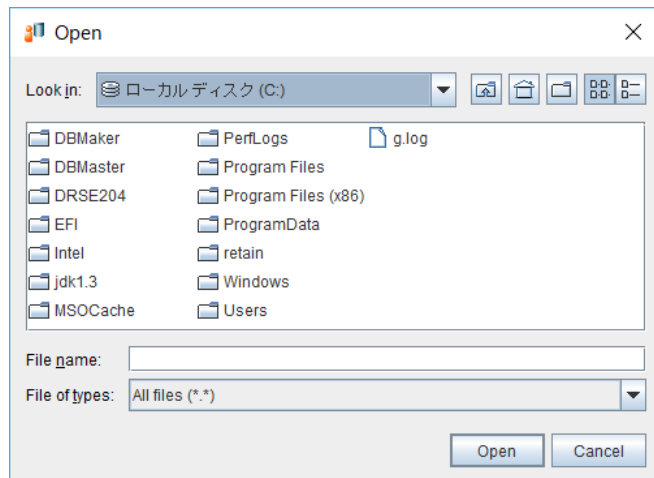 Open
Look in: ローカル ディスク (C:)
DBMaker
DBMaster
DRSE204
EFI
Intel
jdk1.3
MSOCache
PerfLogs
Program Files
Program Files (x86)
ProgramData
retain
Windows
Users
g.log
File name:
File of types: All files (*.*)
Open Cancel